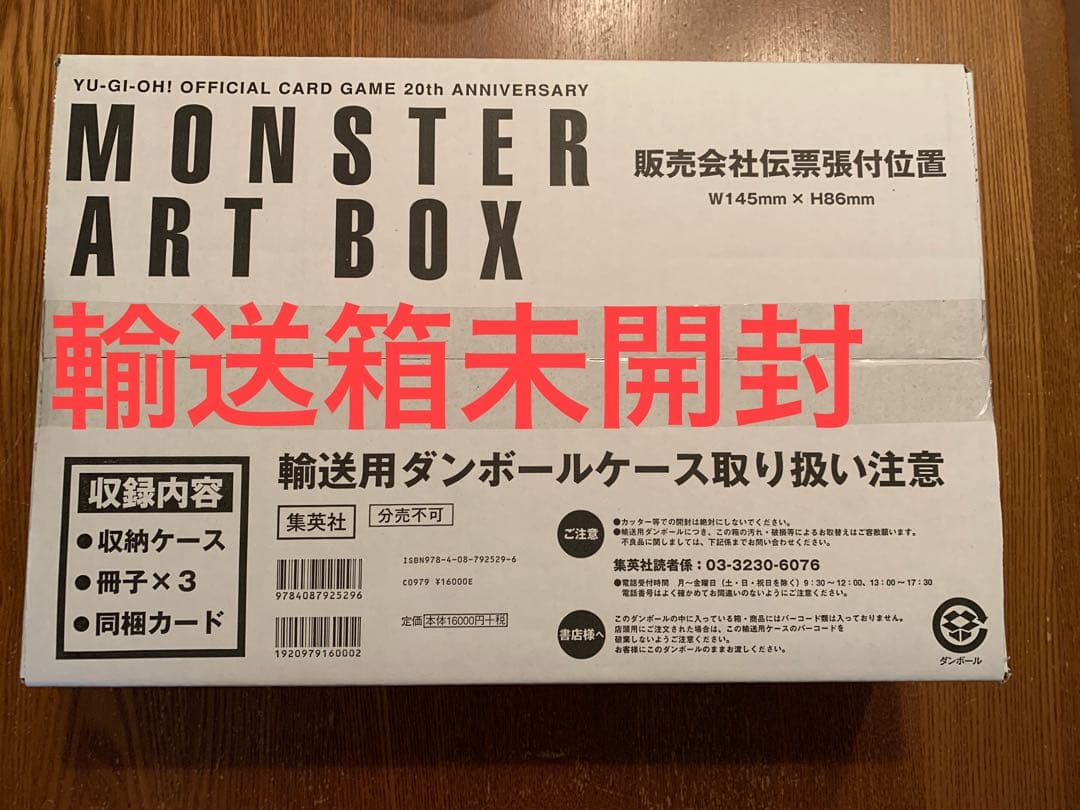 YU-GI-OH! OFFICIAL CARD GAME 20th ANNIVERSARY
MONSTER
ART BOX
販売会社伝票張付位置
W145mm × H86mm
輸送箱未開封
輸送用ダンボールケース取り扱い注意
収録内容
●収納ケース
●冊子×3
●同梱カード
集英社
分売不可
ISBN978-4-08-792529-6
9784087925296
C0979 ¥16000E
定価 本体16000円+税
1920979160002
ご注意
●カッター等での開封は絶対にしないでください。
●輸送用ダンボールにつき、この箱の汚れ・破損等によるお取替えはご容赦願います。
不良品に関しましては、下記係までお問い合わせください。
集英社読者係:03-3230-6076
●電話受付時間 月〜金曜日(土・日・祝日を除く)9:30〜12:00、13:00〜17:30
電話番号はよく確かめてお間違いのないようにご注意ください。
書店様へ
このダンボールの中に入っている箱・商品にはバーコード類は入っておりません。
店頭用にご注文された場合は、この輸送用ケースのバーコードを
破棄しないようご注意ください。
お客様にこのダンボールのままお渡しください。
ダンボール